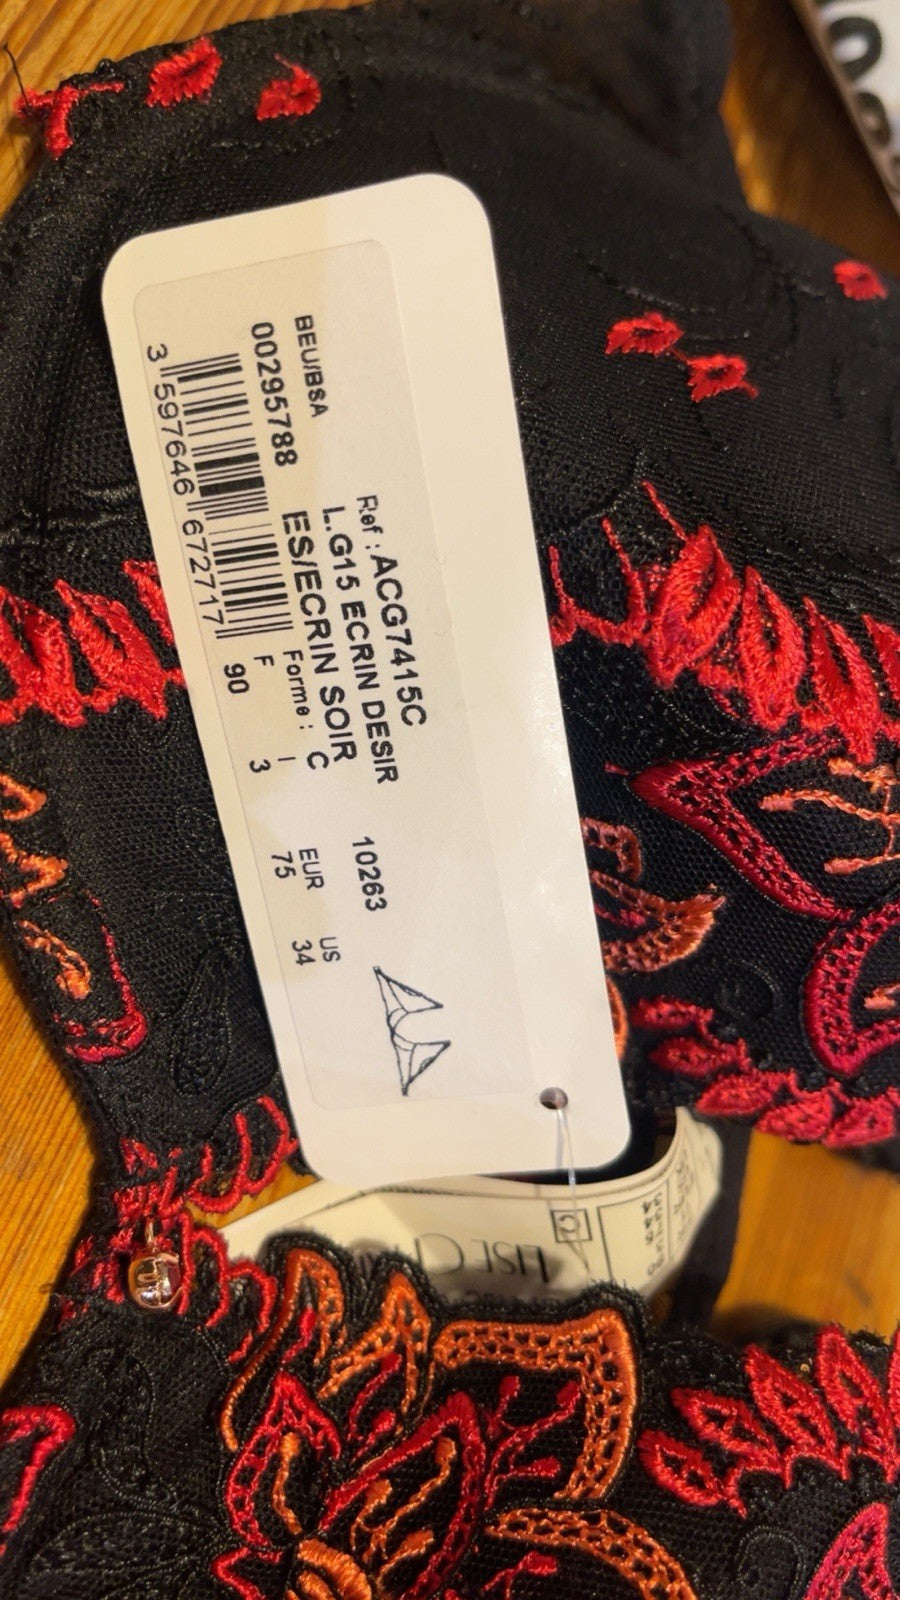 Ref : ACG7415C
L.G15 ECRIN DESIR 10263
ES/ECRIN SOIR
BEU/BSA
00295788 Forme : C
F I EUR US
90 3 75 34
3 597646 672717